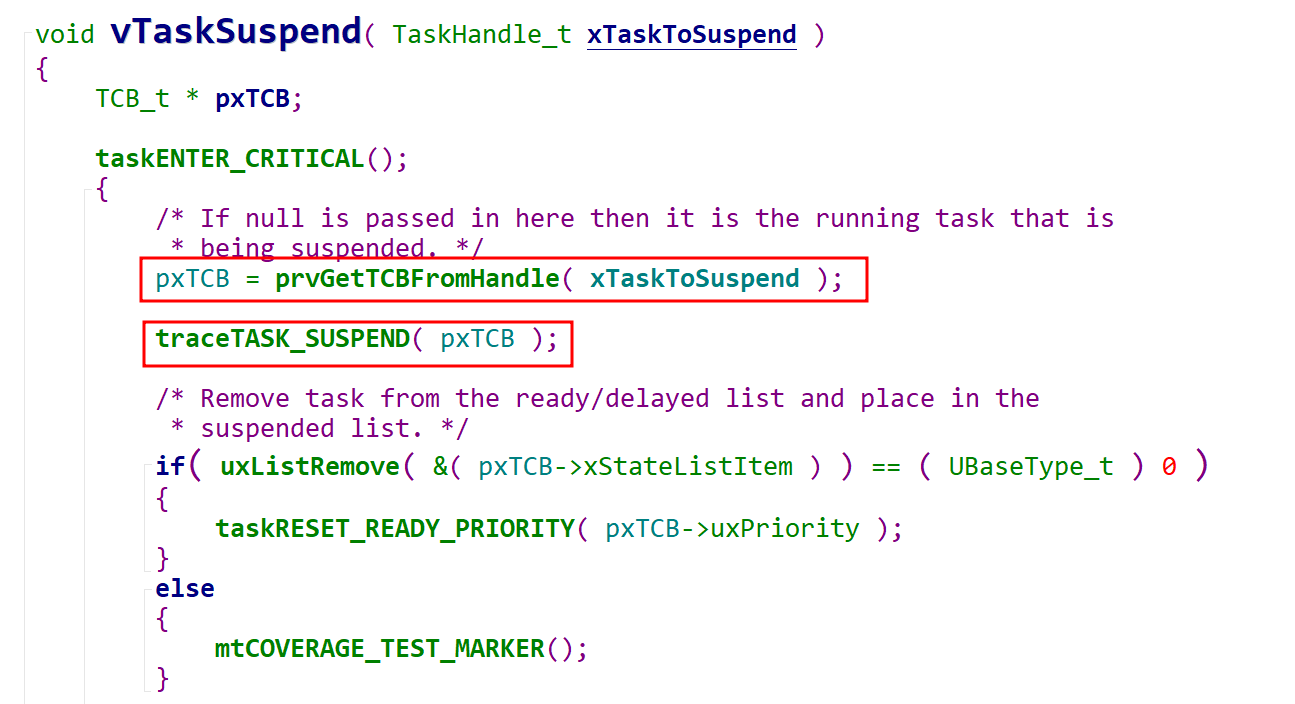 void vTaskSuspend( TaskHandle_t xTaskToSuspend )
{
    TCB_t * pxTCB;
    taskENTER_CRITICAL();
    {
        /* If null is passed in here then it is the running task that is
         * being suspended. */
        pxTCB = prvGetTCBFromHandle( xTaskToSuspend );
        traceTASK_SUSPEND( pxTCB );
        /* Remove task from the ready/delayed list and place in the
         * suspended list. */
        if( uxListRemove( &( pxTCB->xStateListItem ) ) == ( UBaseType_t ) 0 )
        {
            taskRESET_READY_PRIORITY( pxTCB->uxPriority );
        }
        else
        {
            mtCOVERAGE_TEST_MARKER();
        }